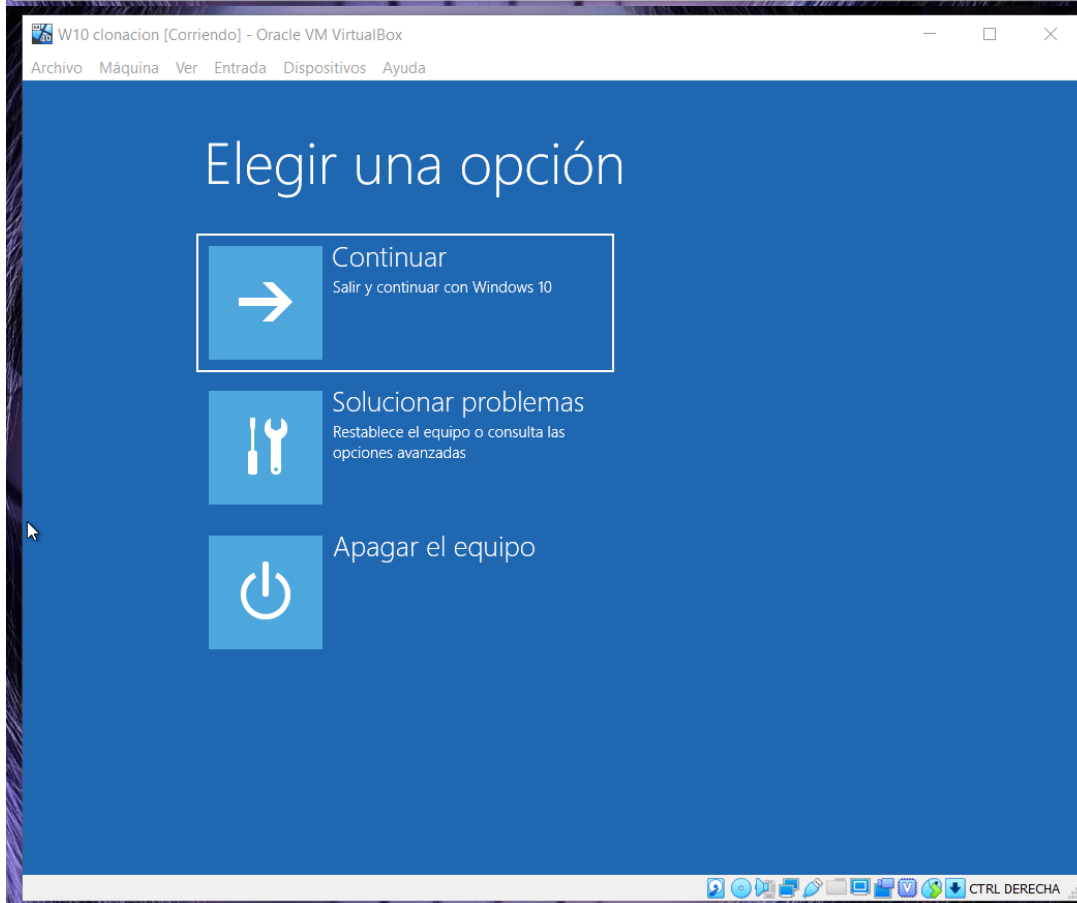 W10 clonacion [Corriendo] - Oracle VM VirtualBox
Archivo Máquina Ver Entrada Dispositivos Ayuda
Elegir una opción
Continuar
Salir y continuar con Windows 10
Solucionar problemas
Restablece el equipo o consulta las
opciones avanzadas
Apagar el equipo
CTRL DERECHA